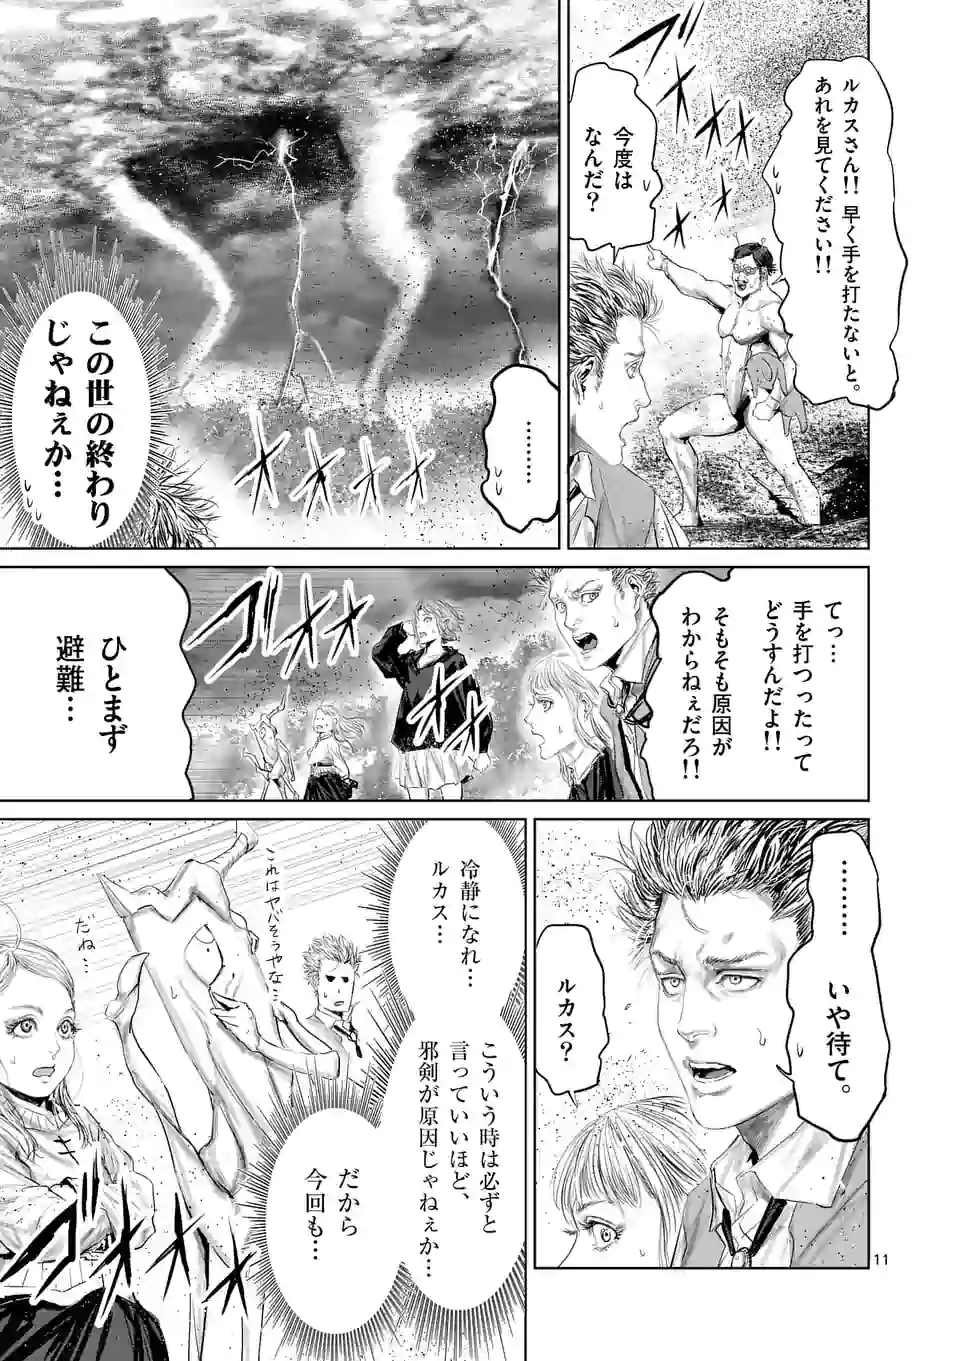 ルカスさん!!早く手を打たないと。
あれを見てください!!
今度は
なんだ?
オオオオ
………
オオオオ
この世の終わり
じゃねぇか…
てっ…
手を打つったって
どうすんだよ!!
そもそも原因が
わからねぇだろ!!
ゴオオオオ
ひとまず
避難…
………いや待て。
ルカス?
冷静になれ…
ルカス…
こういう時は必ずと
言っていいほど、
邪剣が原因じゃねぇか…
だから
今回も…
これはヤバそうやな…
だね…
ゴオオオ
11